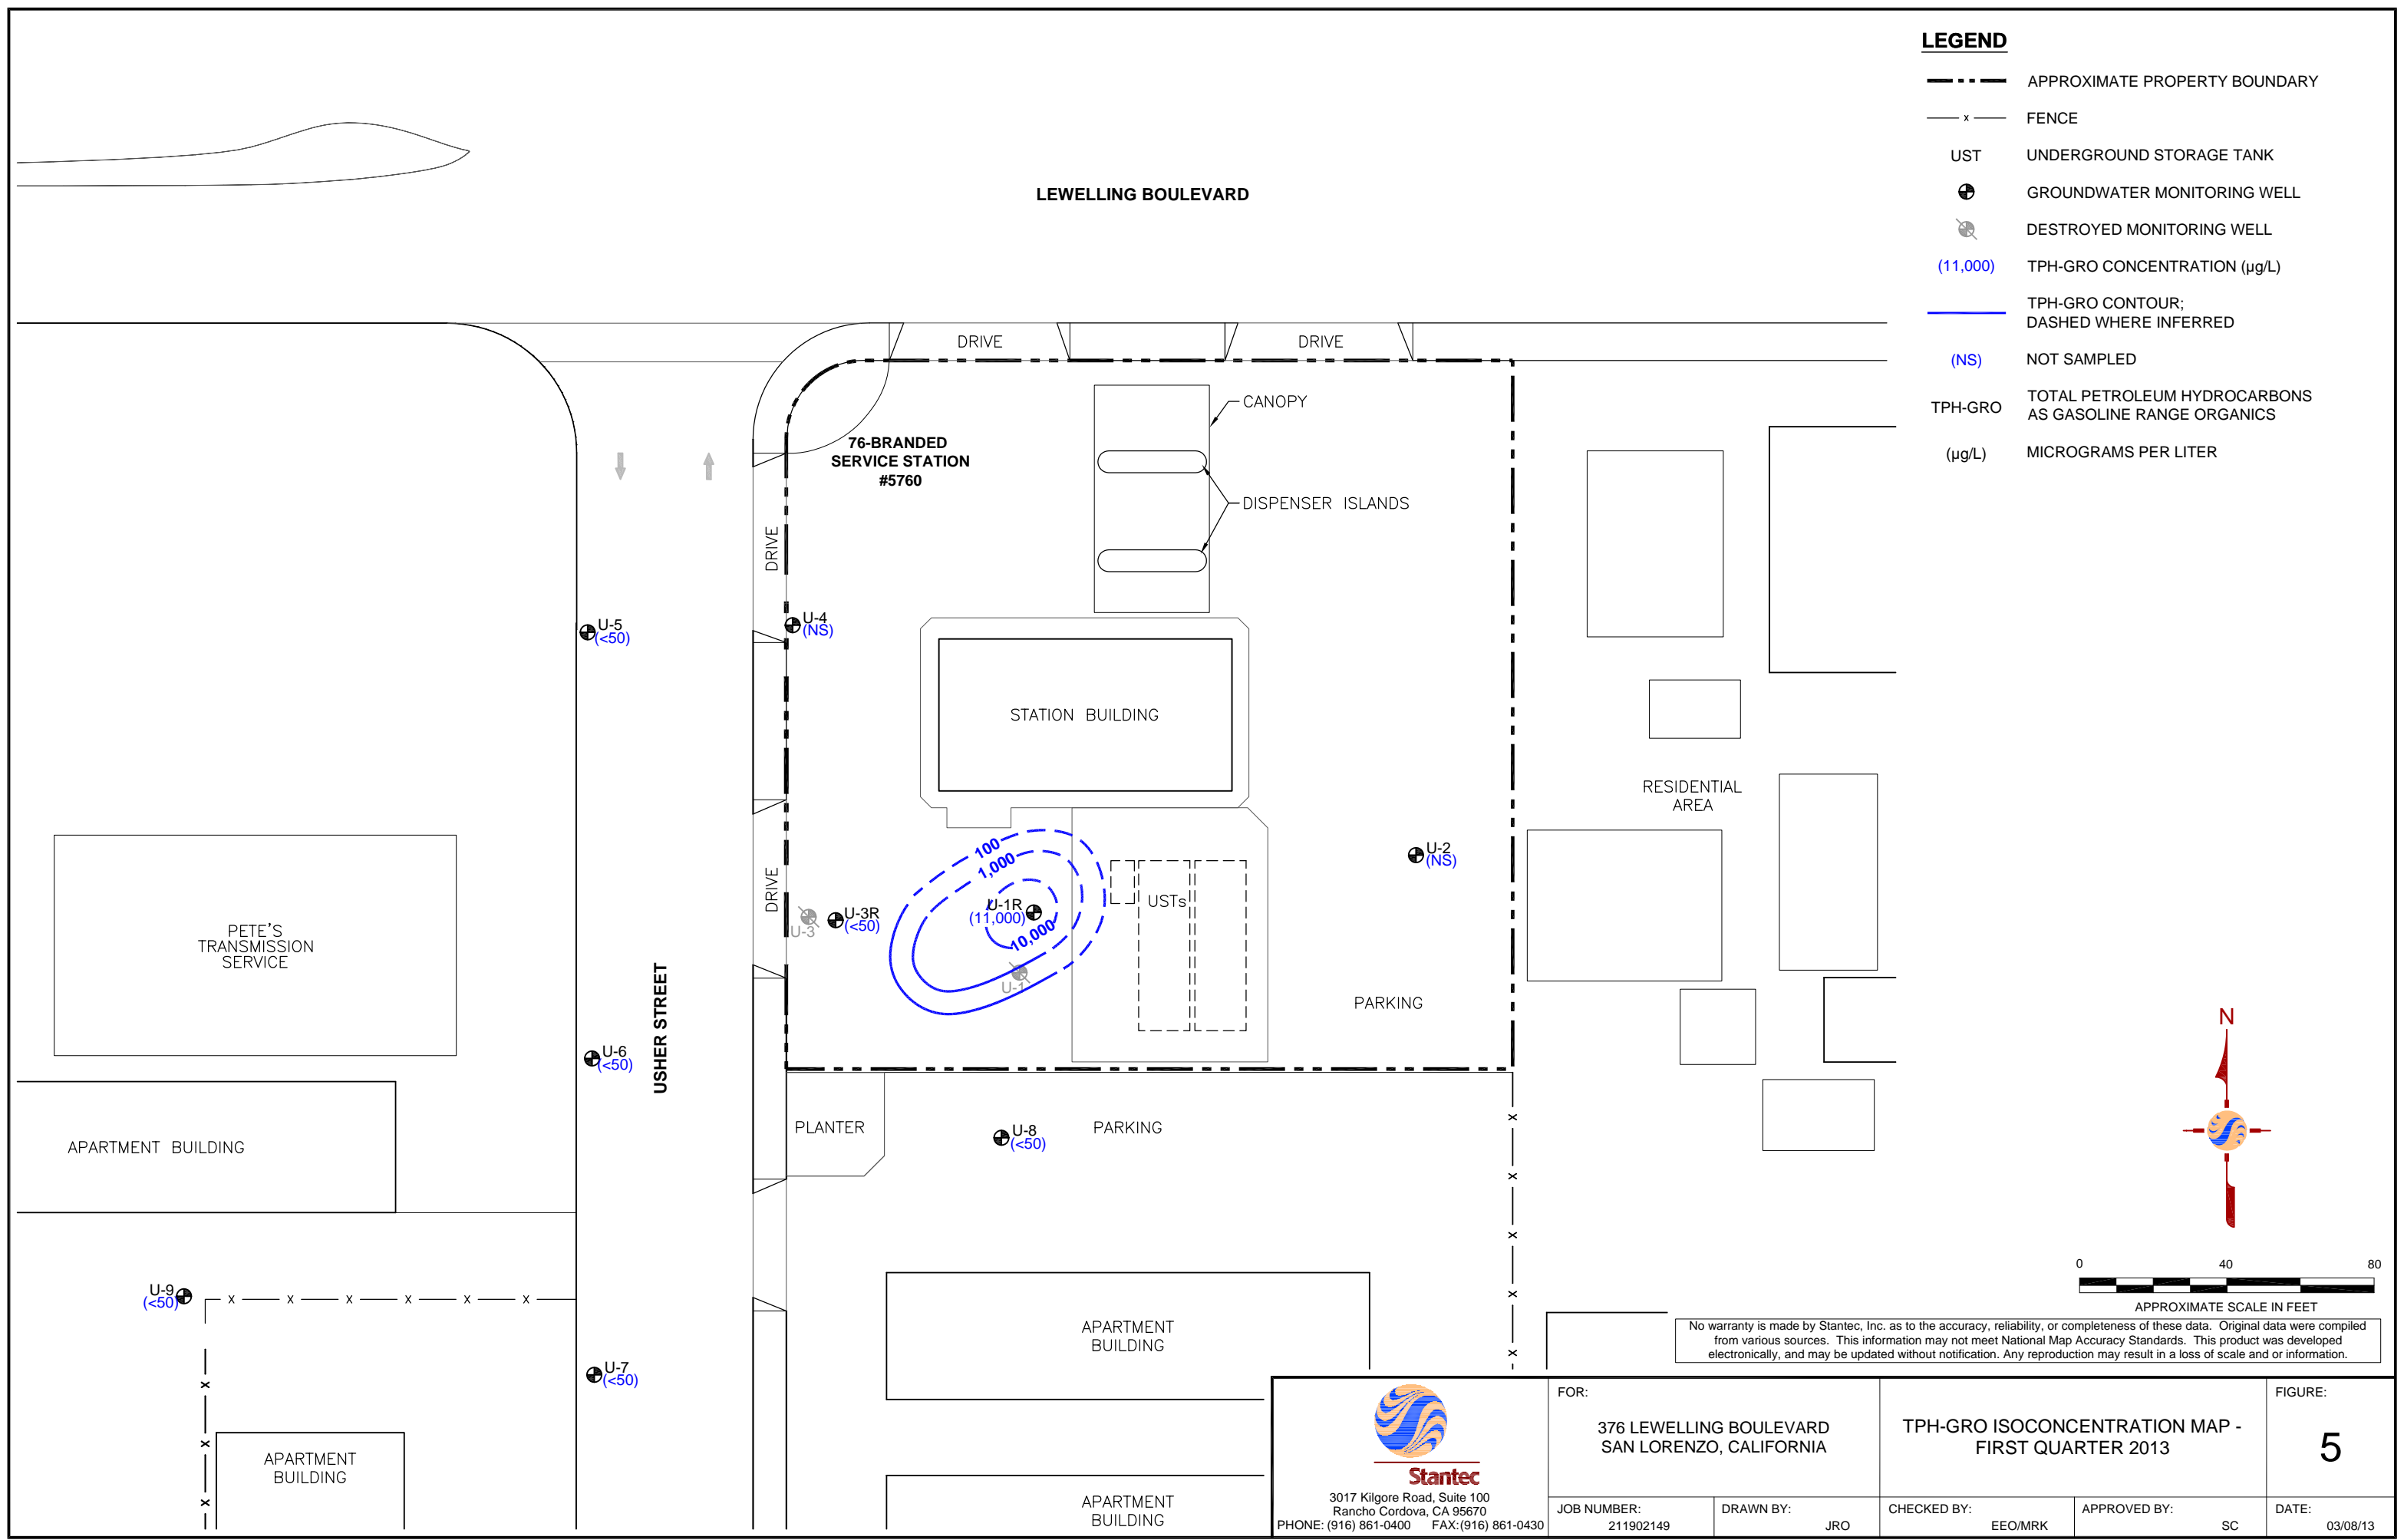 LEGEND
APPROXIMATE PROPERTY BOUNDARY
x
FENCE
UST
UNDERGROUND STORAGE TANK
GROUNDWATER MONITORING WELL
DESTROYED MONITORING WELL
(11,000)
TPH-GRO CONCENTRATION (µg/L)
TPH-GRO CONTOUR;
DASHED WHERE INFERRED
(NS)
NOT SAMPLED
TPH-GRO
TOTAL PETROLEUM HYDROCARBONS
AS GASOLINE RANGE ORGANICS
(µg/L)
MICROGRAMS PER LITER
LEWELLING BOULEVARD
DRIVE
DRIVE
CANOPY
76-BRANDED
SERVICE STATION
#5760
DISPENSER ISLANDS
DRIVE
U-5
(<50)
U-4
(NS)
STATION BUILDING
RESIDENTIAL
AREA
100
1,000
U-2
(NS)
DRIVE
USTs
U-3R
(<50)
U-3
U-1R
(11,000)
10,000
U-1
PETE'S
TRANSMISSION
SERVICE
PARKING
USHER STREET
U-6
(<50)
N
PLANTER
U-8
(<50)
PARKING
APARTMENT BUILDING
x
x
x
x
x
U-9
(<50)
x x x x x x
x
x
x
U-7
(<50)
APARTMENT
BUILDING
APARTMENT
BUILDING
APARTMENT
BUILDING
0 40 80
APPROXIMATE SCALE IN FEET
No warranty is made by Stantec, Inc. as to the accuracy, reliability, or completeness of these data. Original data were compiled
from various sources. This information may not meet National Map Accuracy Standards. This product was developed
electronically, and may be updated without notification. Any reproduction may result in a loss of scale and or information.
Stantec
3017 Kilgore Road, Suite 100
Rancho Cordova, CA 95670
PHONE: (916) 861-0400 FAX:(916) 861-0430
FOR:
376 LEWELLING BOULEVARD
SAN LORENZO, CALIFORNIA
TPH-GRO ISOCONCENTRATION MAP -
FIRST QUARTER 2013
FIGURE:
5
JOB NUMBER:
211902149
DRAWN BY:
JRO
CHECKED BY:
EEO/MRK
APPROVED BY:
SC
DATE:
03/08/13